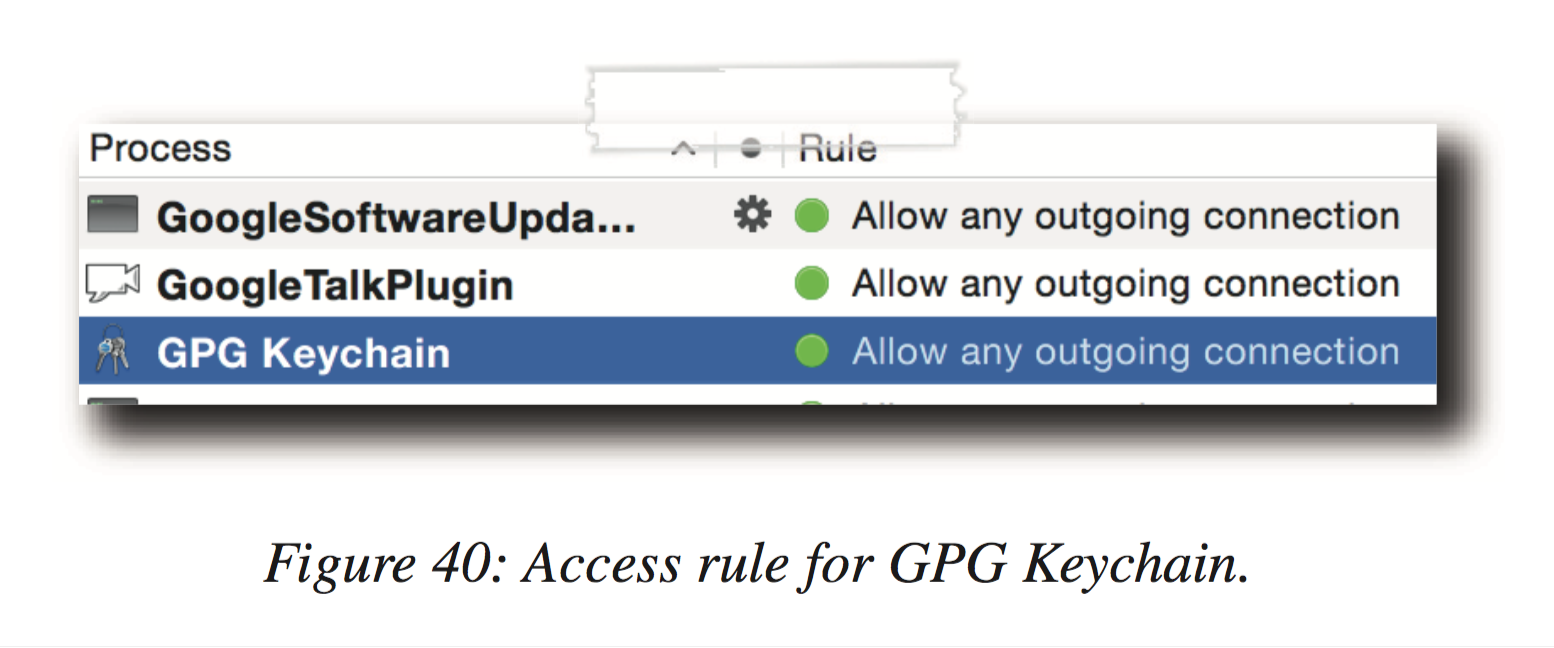 Process Rule
GoogleSoftwareUpda... Allow any outgoing connection
GoogleTalkPlugin Allow any outgoing connection
GPG Keychain Allow any outgoing connection
Figure 40: Access rule for GPG Keychain.